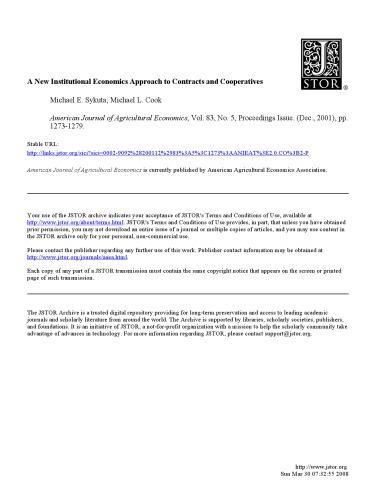 JSTOR ®
A New Institutional Economics Approach to Contracts and Cooperatives
Michael E. Sykuta; Michael L. Cook
American Journal of Agricultural Economics, Vol. 83, No. 5, Proceedings Issue. (Dec., 2001), pp.
1273-1279.
Stable URL:
http://links.jstor.org/sici?sici=0002-9092%28200112%2983%3A5%3C1273%3AANIEAT%3E2.0.CO%3B2-P
American Journal of Agricultural Economics is currently published by American Agricultural Economics Association.
Your use of the JSTOR archive indicates your acceptance of JSTOR's Terms and Conditions of Use, available at
http://www.jstor.org/about/terms.html. JSTOR's Terms and Conditions of Use provides, in part, that unless you have obtained
prior permission, you may not download an entire issue of a journal or multiple copies of articles, and you may use content in
the JSTOR archive only for your personal, non-commercial use.
Please contact the publisher regarding any further use of this work. Publisher contact information may be obtained at
http://www.jstor.org/journals/aaea.html.
Each copy of any part of a JSTOR transmission must contain the same copyright notice that appears on the screen or printed
page of such transmission.
The JSTOR Archive is a trusted digital repository providing for long-term preservation and access to leading academic
journals and scholarly literature from around the world. The Archive is supported by libraries, scholarly societies, publishers,
and foundations. It is an initiative of JSTOR, a not-for-profit organization with a mission to help the scholarly community take
advantage of advances in technology. For more information regarding JSTOR, please contact support@jstor.org.
http://www.jstor.org
Sun Mar 30 07:32:55 2008